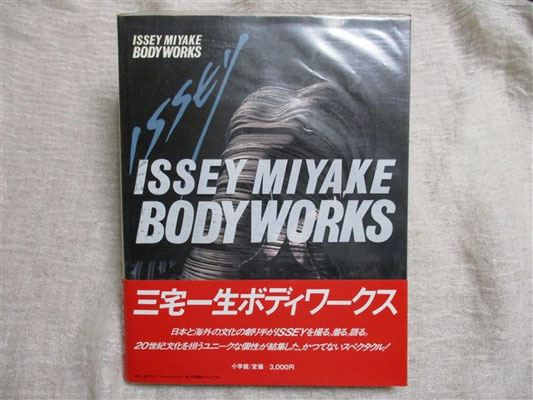 ISSEY MIYAKE
BODYWORKS
ISSEY
ISSEY MIYAKE
BODYWORKS
三宅一生ボディワークス
日本と海外の文化の創り手がISSEYを撮る。着る。語る。
20世紀文化を担うユニークな個性が結集した、かつてないスペクタクル！
小学館/定価 3,000円